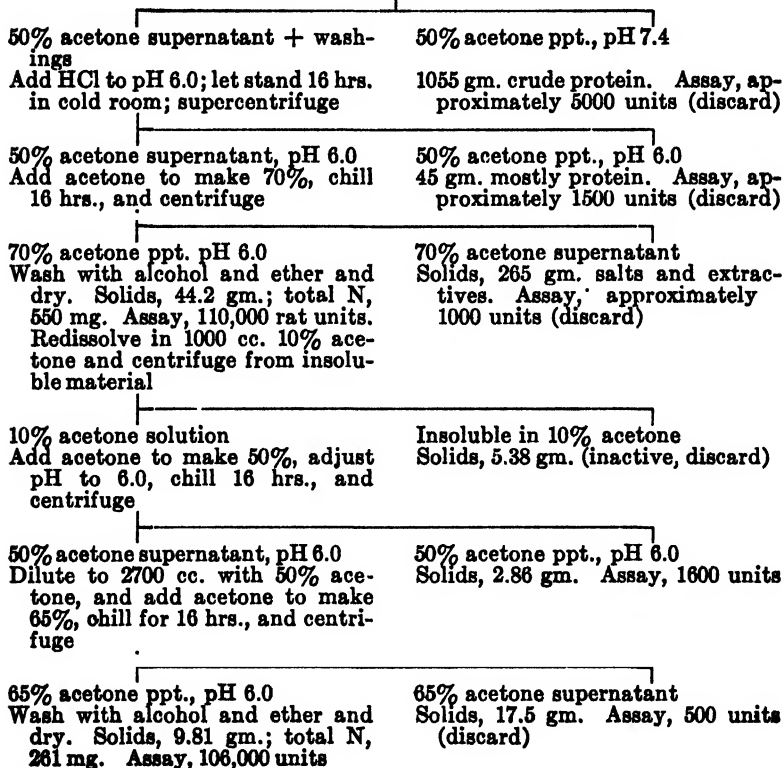 50% acetone supernatant + wash-
ings
Add HCl to pH 6.0; let stand 16 hrs.
in cold room; supercentrifuge
50% acetone ppt., pH 7.4
1055 gm. crude protein. Assay, ap-
proximately 5000 units (discard)
50% acetone supernatant, pH 6.0
Add acetone to make 70%, chill
16 hrs., and centrifuge
50% acetone ppt., pH 6.0
45 gm. mostly protein. Assay, ap-
proximately 1500 units (discard)
70% acetone ppt. pH 6.0
Wash with alcohol and ether and
dry. Solids, 44.2 gm.; total N,
550 mg. Assay, 110,000 rat units.
Redissolve in 1000 cc. 10% ace-
tone and centrifuge from insolu-
ble material
70% acetone supernatant
Solids, 265 gm. salts and extrac-
tives. Assay, approximately
1000 units (discard)
10% acetone solution
Add acetone to make 50%, adjust
pH to 6.0, chill 16 hrs., and
centrifuge
Insoluble in 10% acetone
Solids, 5.38 gm. (inactive, discard)
50% acetone supernatant, pH 6.0
Dilute to 2700 cc. with 50% ace-
tone, and add acetone to make
65%, chill for 16 hrs., and centri-
fuge
50% acetone ppt., pH 6.0
Solids, 2.86 gm. Assay, 1600 units
65% acetone ppt., pH 6.0
Wash with alcohol and ether and
dry. Solids, 9.81 gm.; total N,
261 mg. Assay, 106,000 units
65% acetone supernatant
Solids, 17.5 gm. Assay, 500 units
(discard)